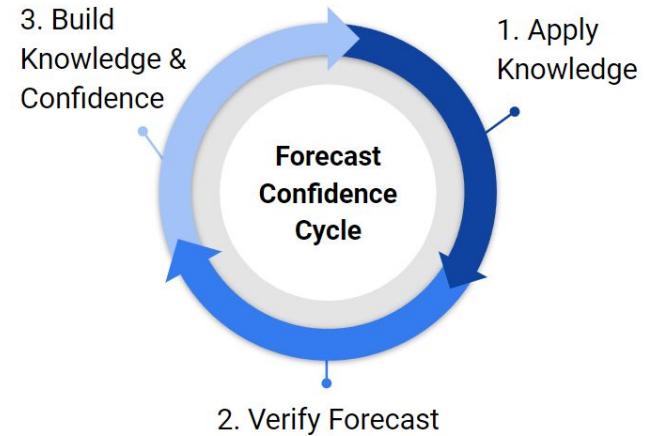 3. Build
Knowledge &
Confidence
1. Apply
Knowledge
Forecast
Confidence
Cycle
2. Verify Forecast